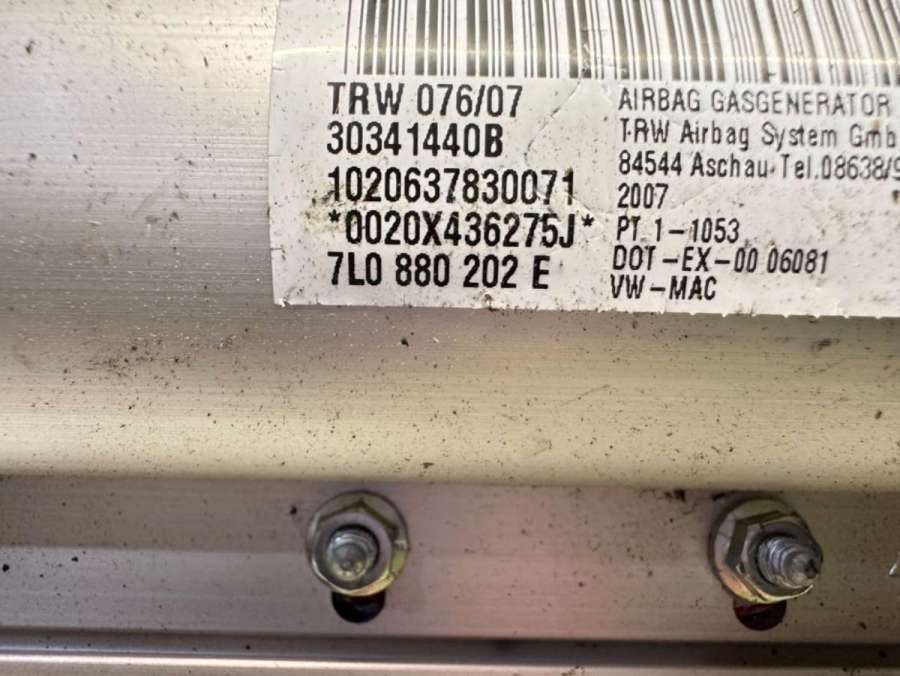 TRW 076/07
30341440B
1020637830071
*0020X436275J*
7L0 880 202 E
AIRBAG GASGENERATOR
TRW Airbag System Gmb
84544 Aschau·Tel.08638/9
2007
PT 1-1053
DOT-EX-00 06081
VW-MAC